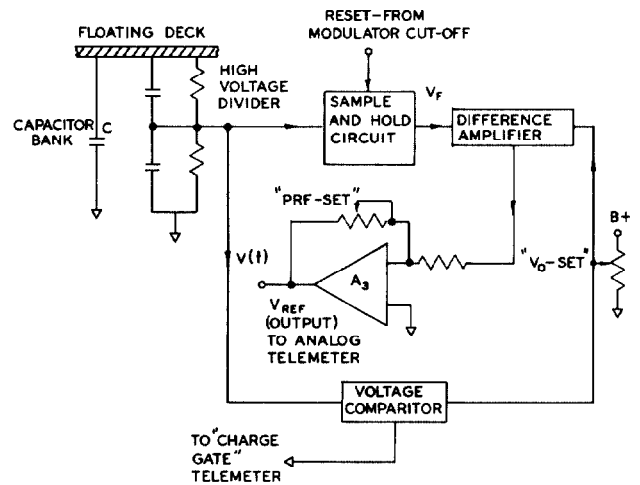 RESET-FROM
MODULATOR CUT-OFF
FLOATING DECK
HIGH
VOLTAGE
DIVIDER
CAPACITOR
BANK
C
SAMPLE
AND HOLD
CIRCUIT
V_F
DIFFERENCE
AMPLIFIER
"PRF-SET"
B+
"V_O-SET"
V(t)
A_3
V_REF
(OUTPUT)
TO ANALOG
TELEMETER
VOLTAGE
COMPARITOR
TO "CHARGE
GATE"
TELEMETER